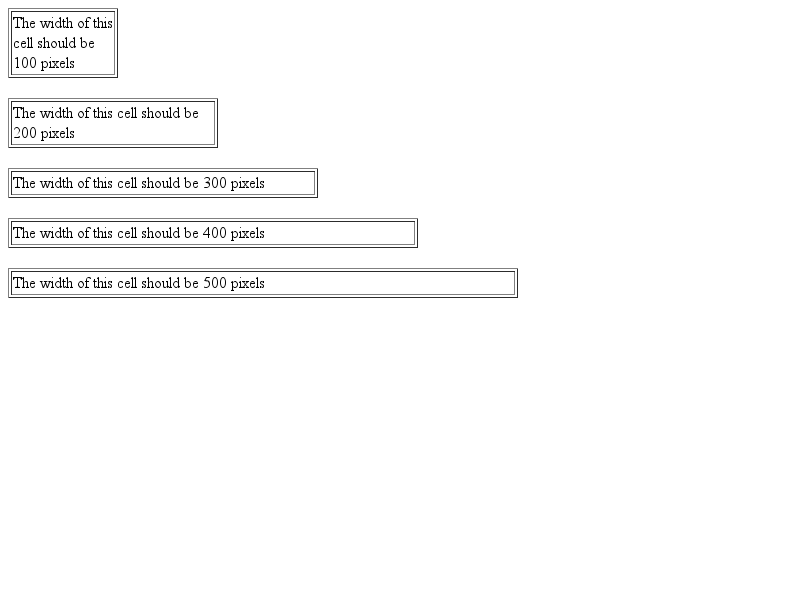 The width of this
cell should be
100 pixels
The width of this cell should be
200 pixels
The width of this cell should be 300 pixels
The width of this cell should be 400 pixels
The width of this cell should be 500 pixels